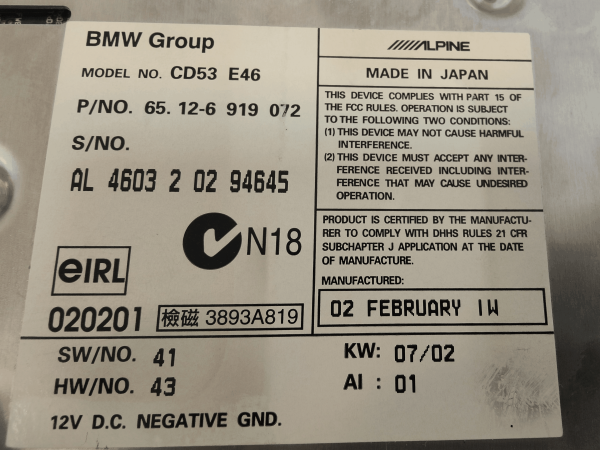 BMW Group
MODEL NO. CD53 E46
P/NO. 65. 12-6 919 072
S/NO.
AL 4603 2 02 94645
N18
eIRL
020201 檢磁 3893A819
ALPINE
MADE IN JAPAN
THIS DEVICE COMPLIES WITH PART 15 OF
THE FCC RULES. OPERATION IS SUBJECT
TO THE FOLLOWING TWO CONDITIONS:
(1) THIS DEVICE MAY NOT CAUSE HARMFUL
INTERFERENCE.
(2) THIS DEVICE MUST ACCEPT ANY INTER-
FERENCE RECEIVED INCLUDING INTER-
FERENCE THAT MAY CAUSE UNDESIRED
OPERATION.
PRODUCT IS CERTIFIED BY THE MANUFACTU-
RER TO COMPLY WITH DHHS RULES 21 CFR
SUBCHAPTER J APPLICATION AT THE DATE
OF MANUFACTURE.
MANUFACTURED:
02 FEBRUARY 1W
SW/NO. 41
HW/NO. 43
12V D.C. NEGATIVE GND.
KW: 07/02
AI : 01